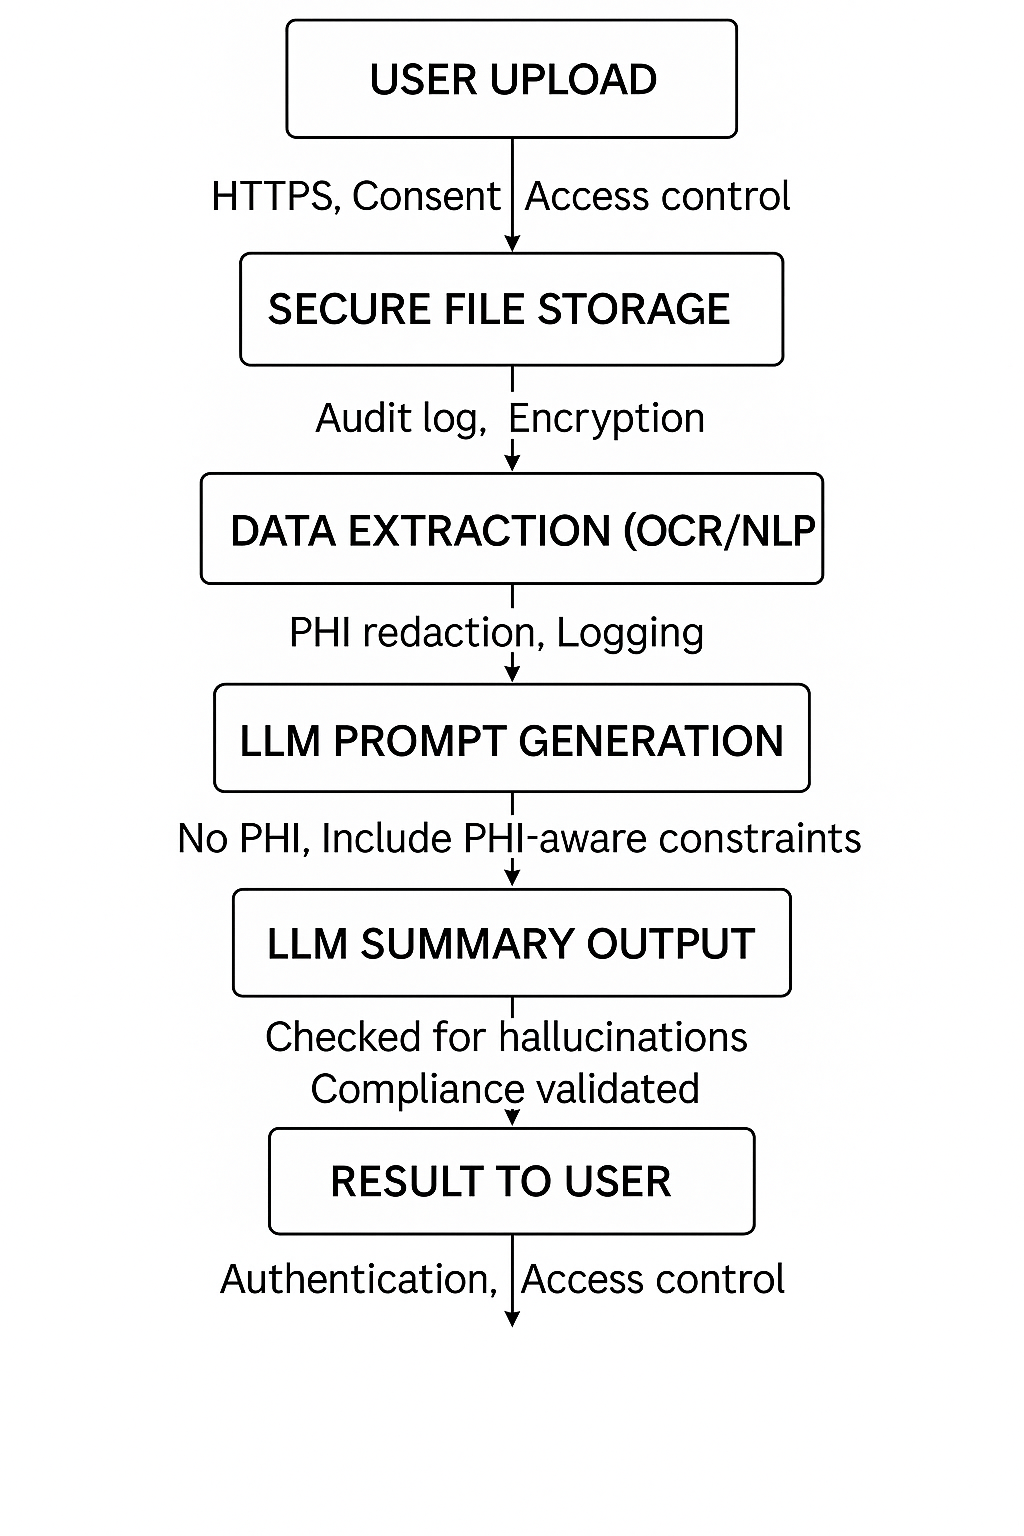 USER UPLOAD
HTTPS, Consent Access control
SECURE FILE STORAGE
Audit log, Encryption
DATA EXTRACTION (OCR/NLP
PHI redaction, Logging
LLM PROMPT GENERATION
No PHI, Include PHI-aware constraints
LLM SUMMARY OUTPUT
Checked for hallucinations
Compliance validated
RESULT TO USER
Authentication, Access control